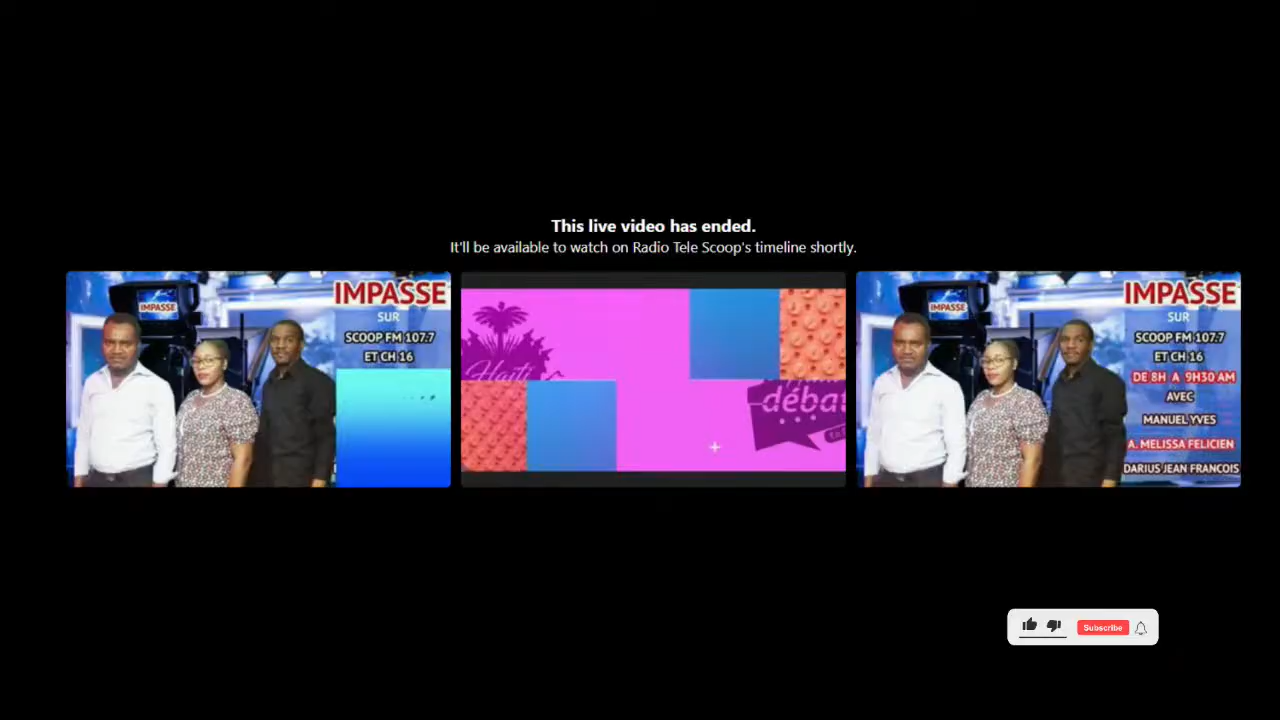 This live video has ended.
It'll be available to watch on Radio Tele Scoop's timeline shortly.
IMPASSE
IMPASSE
SUR
SCOOP FM 107.7
ET CH 16
Haïti
débat
IMPASSE
IMPASSE
SUR
SCOOP FM 107.7
ET CH 16
DE 8H A 9H30 AM
AVEC
MANUEL YVES
A. MELISSA FELICIEN
DARIUS JEAN FRANCOIS
Subscribe